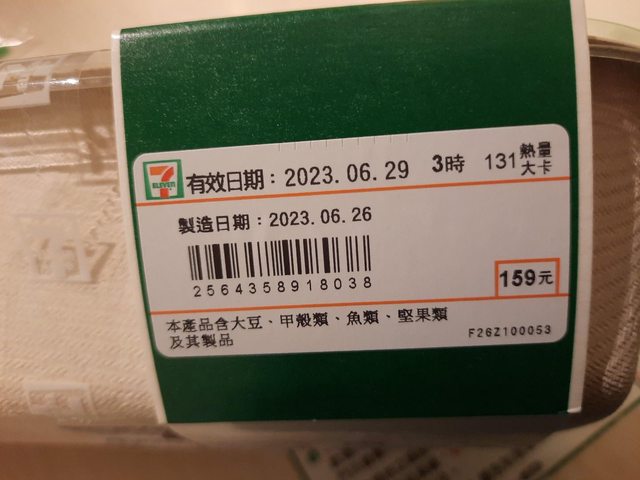 7
ELEVEN
有效日期：2023.06.29 3時 131 熱量大卡
製造日期：2023.06.26
2564358918038
159元
本產品含大豆、甲殼類、魚類、堅果類
及其製品
F26Z100053